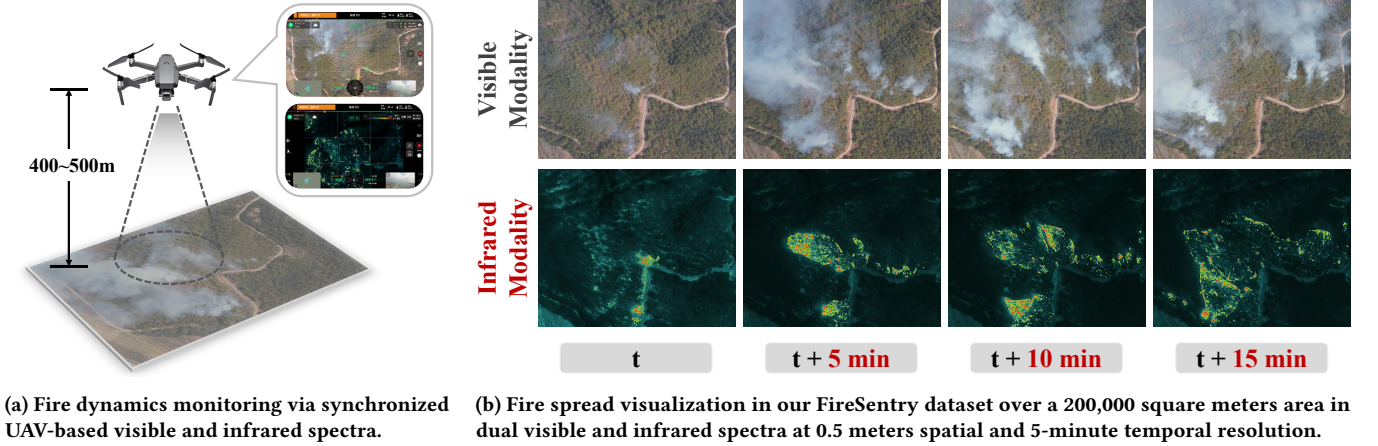 400~500m
Visible
Modality
Infrared
Modality
t
t + 5 min
t + 10 min
t + 15 min
(a) Fire dynamics monitoring via synchronized
UAV-based visible and infrared spectra.
(b) Fire spread visualization in our FireSentry dataset over a 200,000 square meters area in
dual visible and infrared spectra at 0.5 meters spatial and 5-minute temporal resolution.